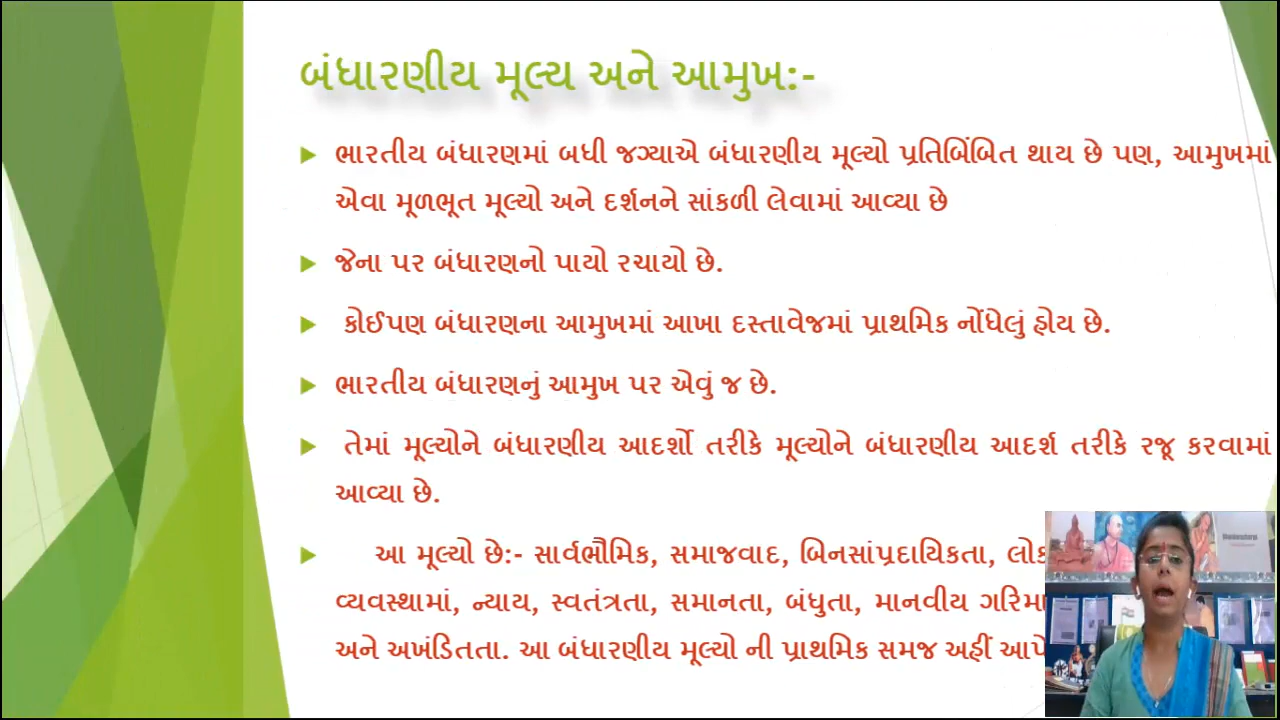 બંધારણીય મૂલ્ય અને આમુખ:-
ભારતીય બંધારણમાં બધી જગ્યાએ બંધારણીય મૂલ્યો પ્રતિબિંબિત થાય છે પણ, આમુખમાં
એવા મૂળભૂત મૂલ્યો અને દર્શનને સાંકળી લેવામાં આવ્યા છે
જેના પર બંધારણનો પાયો રચાયો છે.
કોઈપણ બંધારણના આમુખમાં આખા દસ્તાવેજમાં પ્રાથમિક નોંધેલું હોય છે.
ભારતીય બંધારણનું આમુખ પર એવું જ છે.
તેમાં મૂલ્યોને બંધારણીય આદર્શો તરીકે મૂલ્યોને બંધારણીય આદર્શ તરીકે રજૂ કરવામાં
આવ્યા છે.
આ મૂલ્યો છે:- સાર્વભૌમિક, સમાજવાદ, બિનસાંપ્રદાયિકતા,
વ્યવસ્થામાં, ન્યાય, સ્વતંત્રતા, સમાનતા, બંધુતા, માનવીય
અને અખંડિતતા. આ બંધારણીય મૂલ્યો ની પ્રાથમિક સમજ અહીં